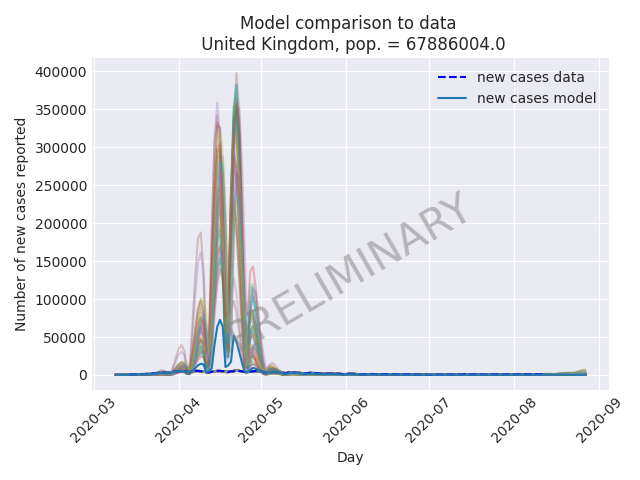 Model comparison to data
United Kingdom, pop. = 67886004.0
400000
350000
300000
250000
200000
150000
100000
50000
0
Number of new cases reported
new cases data
new cases model
PRELIMINARY
2020-03
2020-04
2020-05
2020-06
2020-07
2020-08
2020-09
Day